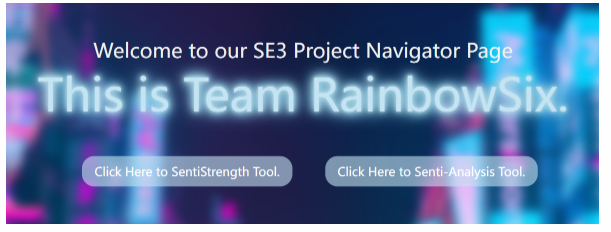 Welcome to our SE3 Project Navigator Page
This is Team RainbowSix.
Click Here to SentiStrength Tool.
Click Here to Senti-Analysis Tool.